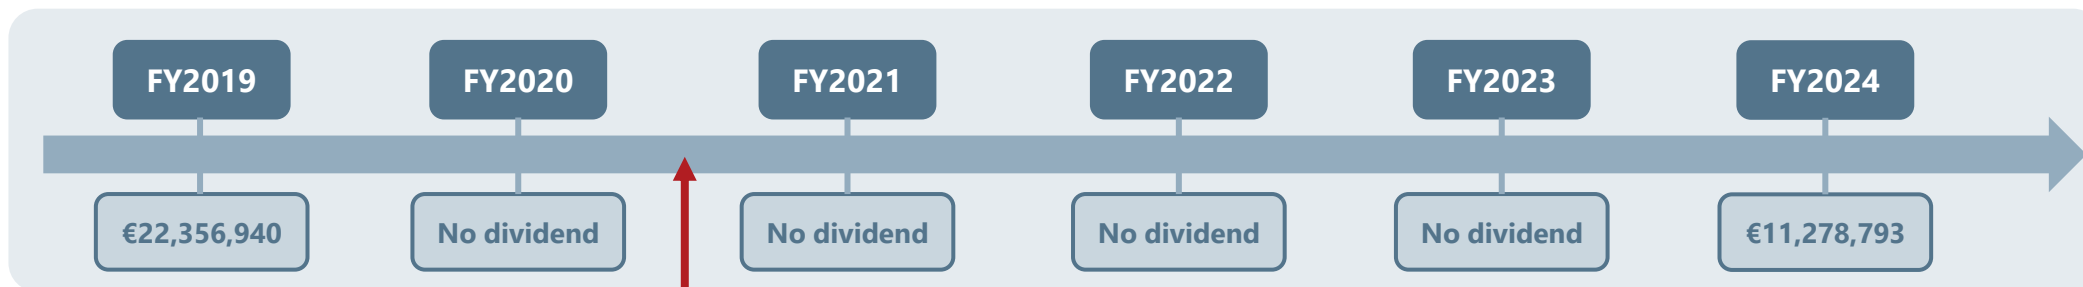 FY2019 FY2020 FY2021 FY2022 FY2023 FY2024
€22,356,940 No dividend No dividend No dividend No dividend €11,278,793